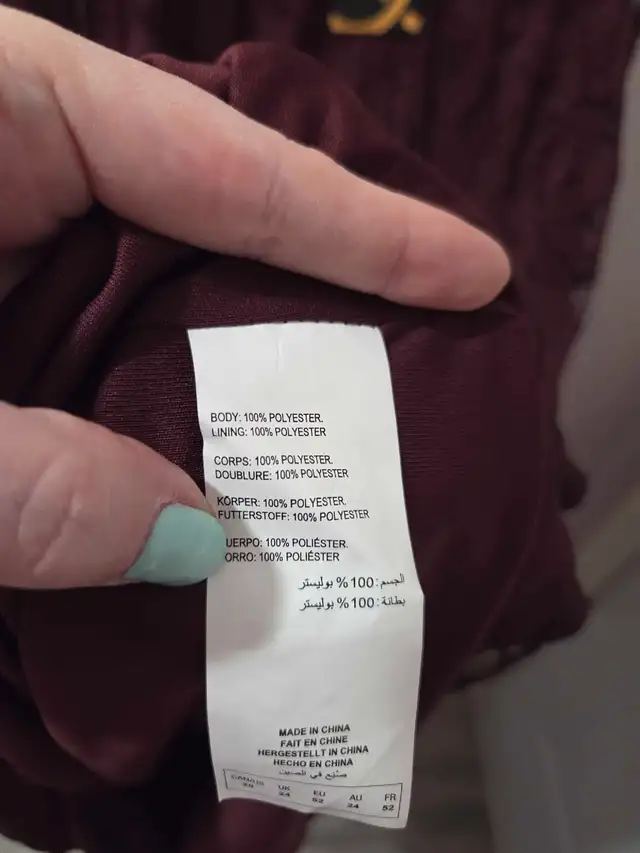 BODY: 100% POLYESTER.
LINING: 100% POLYESTER
CORPS: 100% POLYESTER.
DOUBLURE: 100% POLYESTER
KÖRPER: 100% POLYESTER.
FUTTERSTOFF: 100% POLYESTER
UERPO: 100% POLIÉSTER.
ORRO: 100% POLIÉSTER
الجسم: 100% بوليستر
بطانة: 100% بوليستر
MADE IN CHINA
FAIT EN CHINE
HERGESTELLT IN CHINA
HECHO EN CHINA
صنع في الصين
UK EU AU FR
24 52 24 52